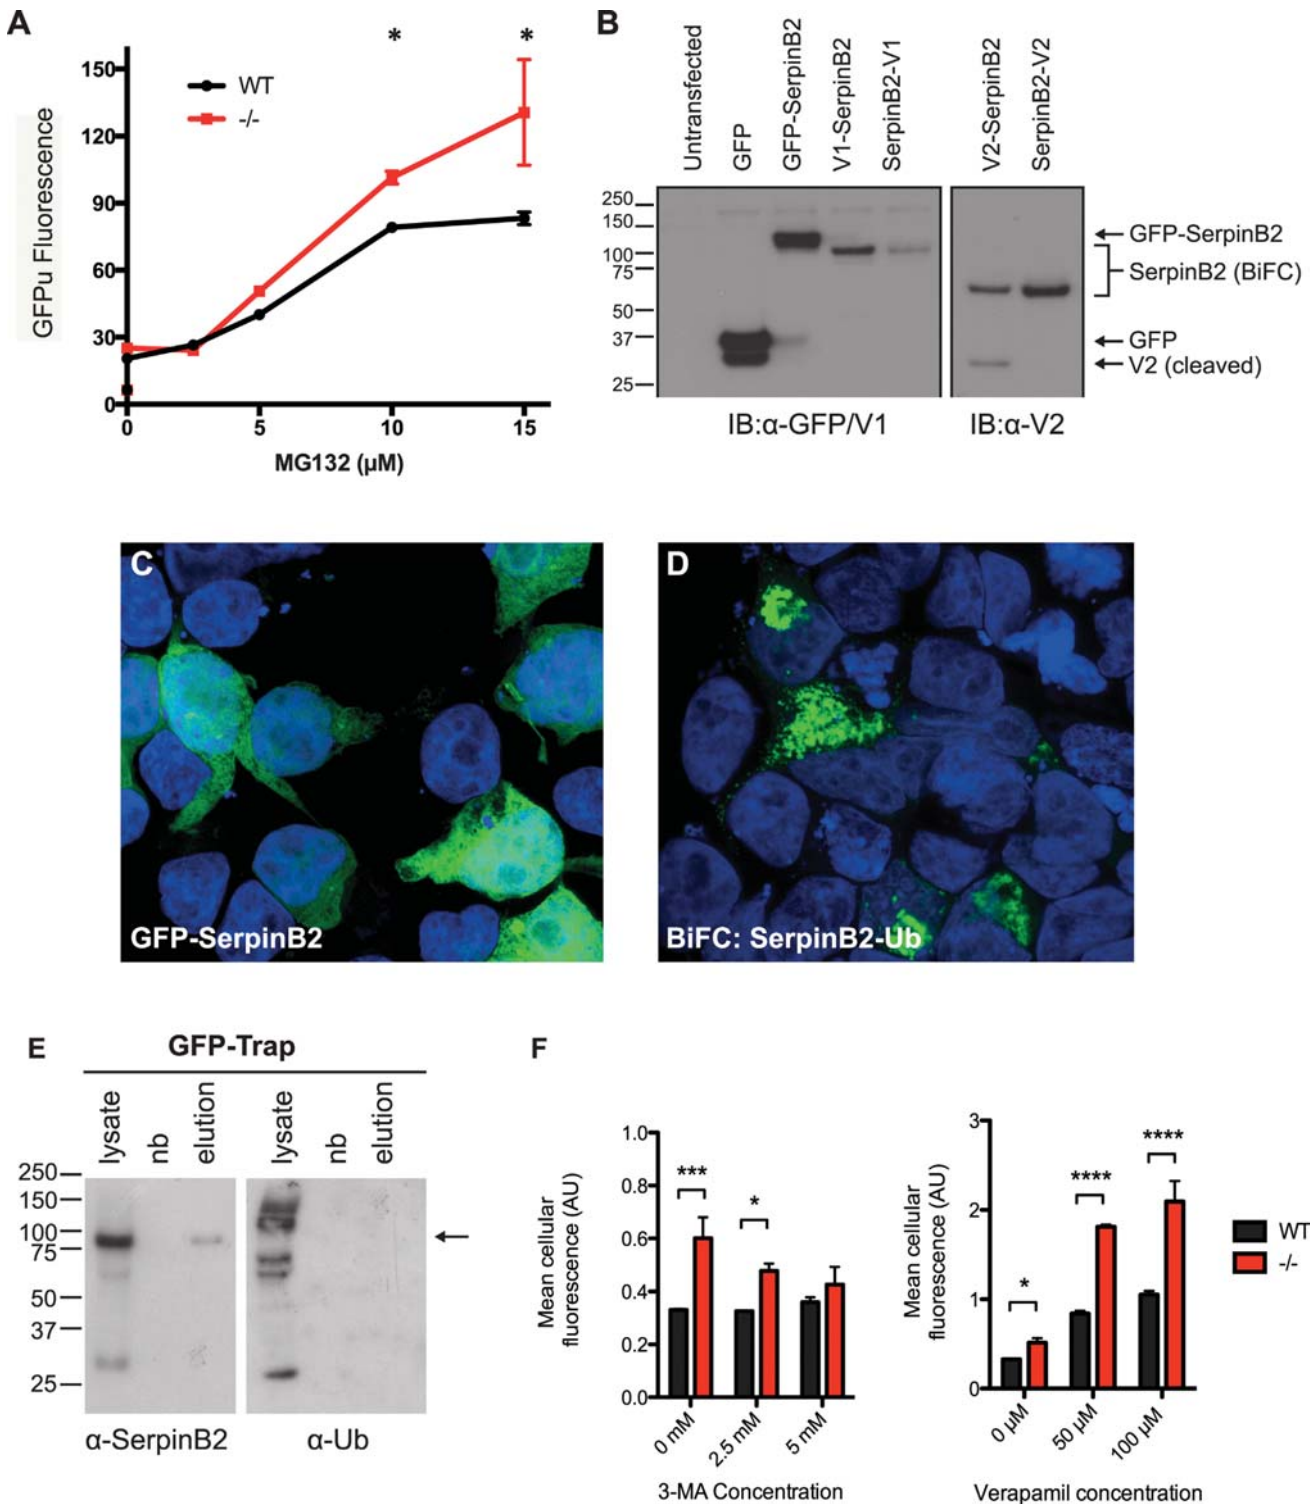 A
*
*
150
120
90
60
30
0
WT
-/-
GFPu Fluorescence
0
5
10
15
MG132 (µM)
B
Untransfected
GFP
GFP-SerpinB2
V1-SerpinB2
SerpinB2-V1
V2-SerpinB2
SerpinB2-V2
250
150
100
75
50
37
25
GFP-SerpinB2
SerpinB2 (BiFC)
GFP
V2 (cleaved)
IB:α-GFP/V1
IB:α-V2
C
GFP-SerpinB2
D
BiFC: SerpinB2-Ub
E
GFP-Trap
lysate
nb
elution
lysate
nb
elution
250
150
100
75
50
37
25
α-SerpinB2
α-Ub
F
Mean cellular
fluorescence (AU)
1.0
0.8
0.6
0.4
0.2
0.0
***
*
0 mM
2.5 mM
5 mM
3-MA Concentration
Mean cellular
fluorescence (AU)
3
2
1
0
*
****
****
0 µM
50 µM
100 µM
Verapamil concentration
WT
-/-